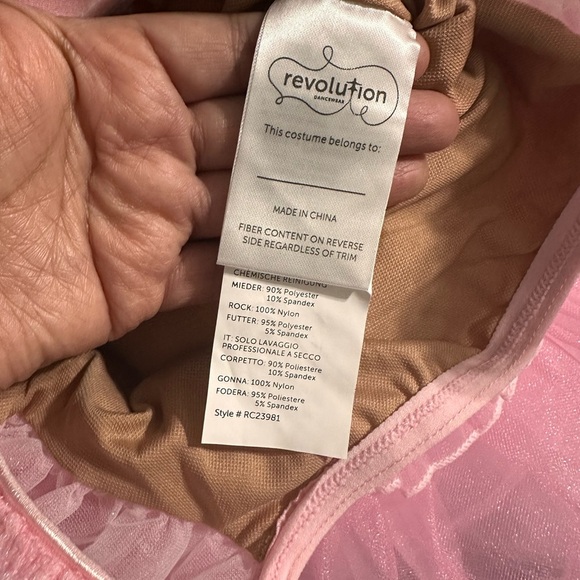 revolution
DANCEWEAR
This costume belongs to:
MADE IN CHINA
FIBER CONTENT ON REVERSE
SIDE REGARDLESS OF TRIM
CHEMISCHE REINIGUNG
MIEDER: 90% Polyester
10% Spandex
ROCK: 100% Nylon
FUTTER: 95% Polyester
5% Spandex
IT: SOLO LAVAGGIO
PROFESSIONALE A SECCO
CORPETTO: 90% Poliestere
10% Spandex
GONNA: 100% Nylon
FODERA: 95% Poliestere
5% Spandex
Style # RC23981